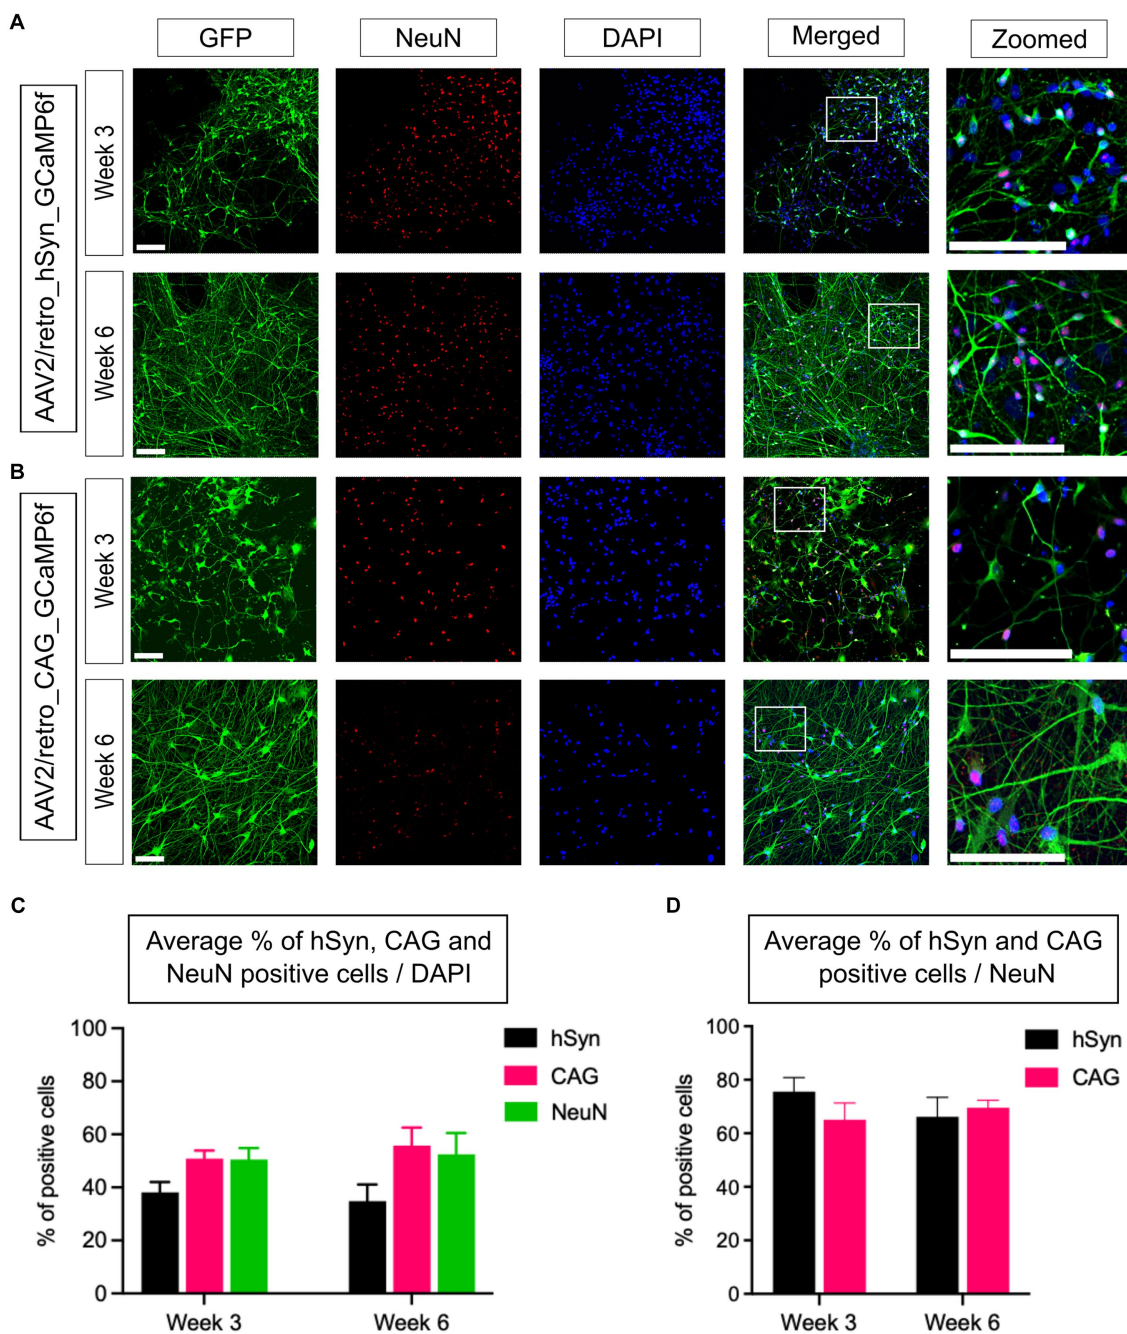 A
GFP
NeuN
DAPI
Merged
Zoomed
AAV2/retro_hSyn_GCaMP6f
Week 3
Week 6
B
AAV2/retro_CAG_GCaMP6f
Week 3
Week 6
C
Average % of hSyn, CAG and
NeuN positive cells / DAPI
% of positive cells
100
80
60
40
20
0
Week 3
Week 6
hSyn
CAG
NeuN
D
Average % of hSyn and CAG
positive cells / NeuN
% of positive cells
100
80
60
40
20
0
Week 3
Week 6
hSyn
CAG